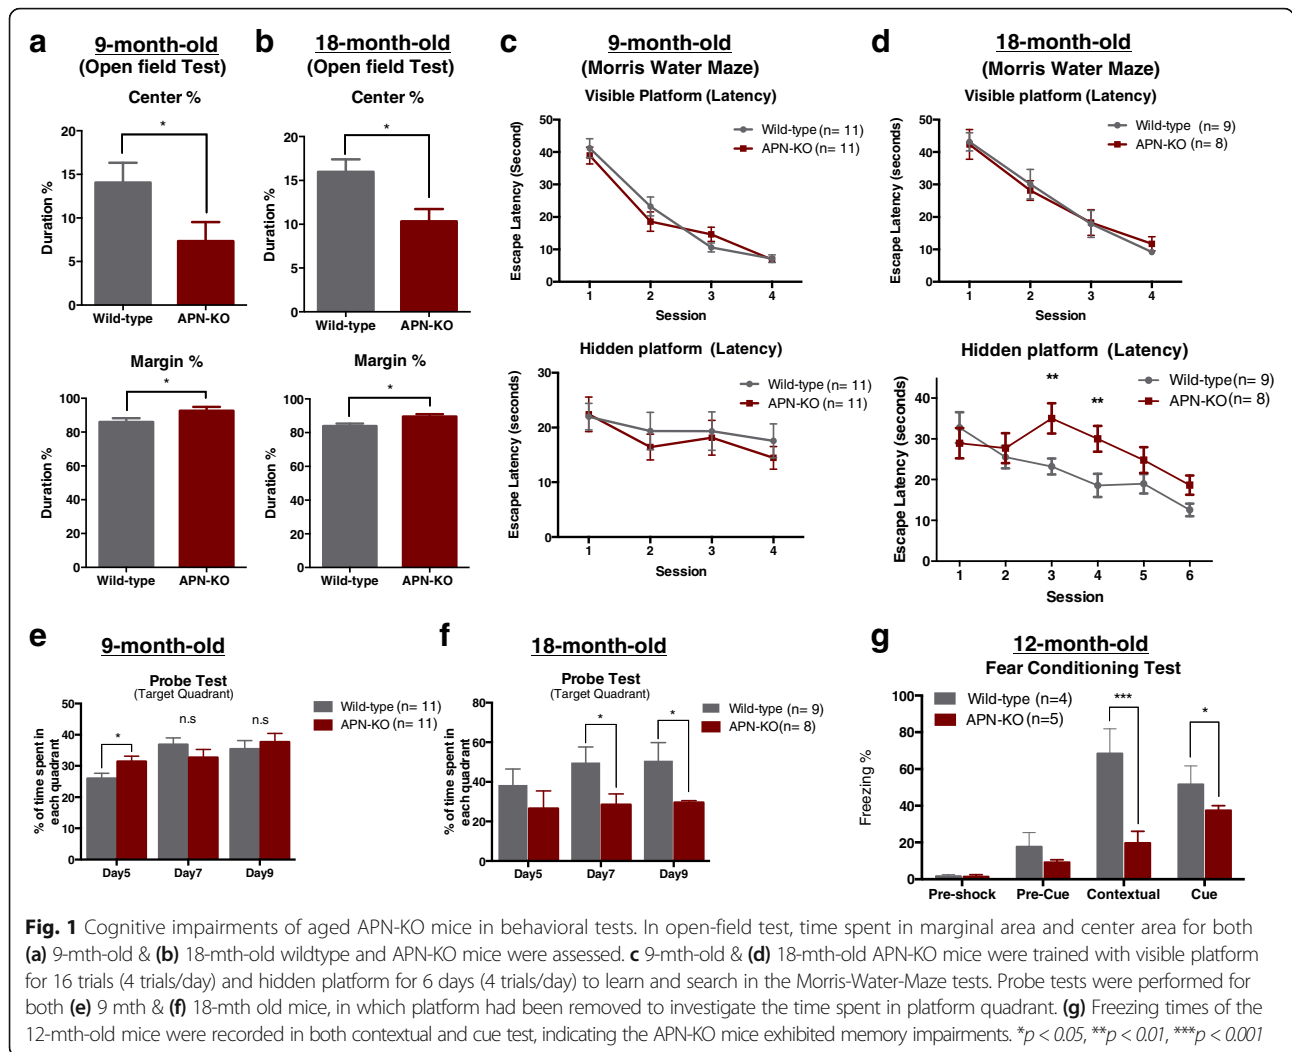 a
9-month-old
(Open field Test)
Center %
20
15
10
5
0
Duration %
*
Wild-type
APN-KO
Margin %
100
80
60
40
20
0
Duration %
*
Wild-type
APN-KO
b
18-month-old
(Open field Test)
Center %
20
15
10
5
0
Duration %
*
Wild-type
APN-KO
Margin %
100
80
60
40
20
0
Duration %
*
Wild-type
APN-KO
c
9-month-old
(Morris Water Maze)
Visible Platform (Latency)
50
40
30
20
10
0
Escape Latency (Second)
Wild-type (n= 11)
APN-KO (n= 11)
1 2 3 4
Session
Hidden platform (Latency)
30
20
10
0
Escape Latency (seconds)
Wild-type (n= 11)
APN-KO (n= 11)
1 2 3 4
Session
d
18-month-old
(Morris Water Maze)
Visible platform (Latency)
50
40
30
20
10
0
Escape Latency (seconds)
Wild-type (n= 9)
APN-KO (n= 8)
1 2 3 4
Session
Hidden platform (Latency)
40
30
20
10
0
Escape Latency (seconds)
**
**
Wild-type (n= 9)
APN-KO (n= 8)
1 2 3 4 5 6
Session
e
9-month-old
Probe Test
(Target Quadrant)
50
40
30
20
10
0
% of time spent in
each quadrant
*
n.s
n.s
Wild-type (n= 11)
APN-KO (n= 11)
Day5 Day7 Day9
f
18-month-old
Probe Test
(Target Quadrant)
80
60
40
20
0
% of time spent in
each quadrant
*
*
Wild-type (n= 9)
APN-KO (n= 8)
Day5 Day7 Day9
g
12-month-old
Fear Conditioning Test
100
80
60
40
20
0
Freezing %
Wild-type (n=4)
APN-KO (n=5)
***
*
Pre-shock Pre-Cue Contextual Cue
Fig. 1 Cognitive impairments of aged APN-KO mice in behavioral tests. In open-field test, time spent in marginal area and center area for both
(a) 9-mth-old & (b) 18-mth-old wildtype and APN-KO mice were assessed. c 9-mth-old & (d) 18-mth-old APN-KO mice were trained with visible platform
for 16 trials (4 trials/day) and hidden platform for 6 days (4 trials/day) to learn and search in the Morris-Water-Maze tests. Probe tests were performed for
both (e) 9 mth & (f) 18-mth old mice, in which platform had been removed to investigate the time spent in platform quadrant. (g) Freezing times of the
12-mth-old mice were recorded in both contextual and cue test, indicating the APN-KO mice exhibited memory impairments. *p < 0.05, **p < 0.01, ***p < 0.001